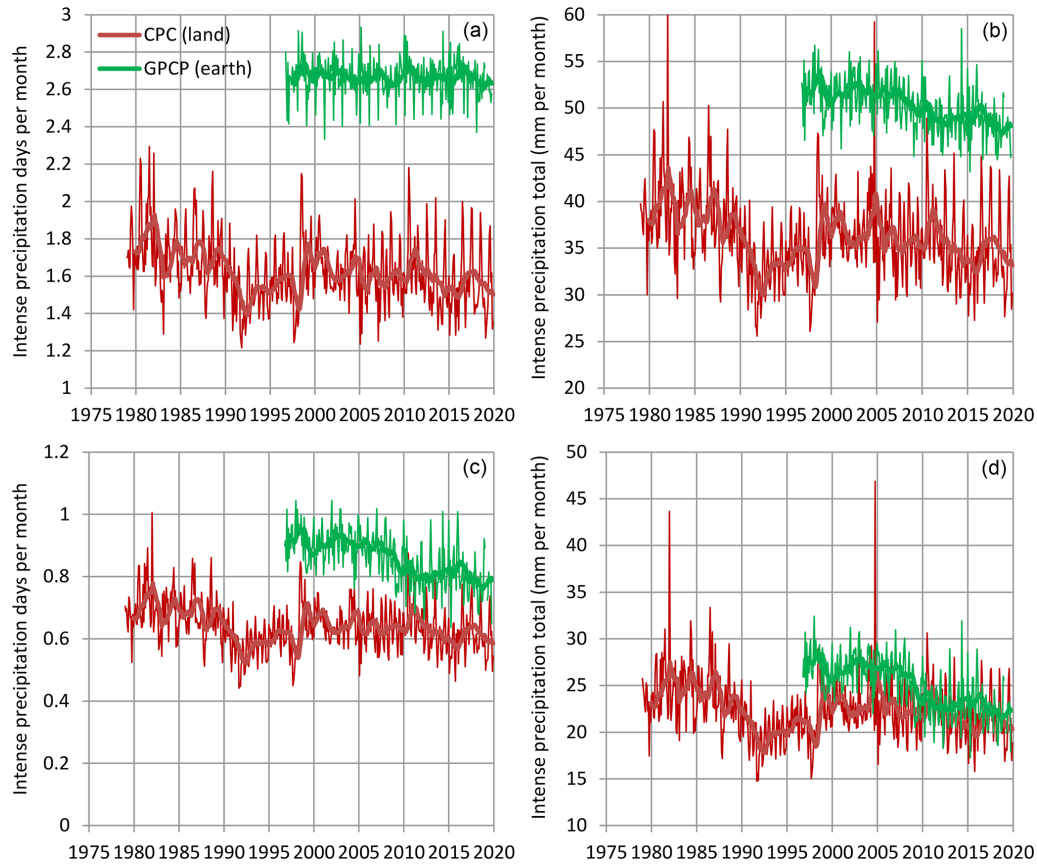 Intense precipitation days per month
3
2.8
2.6
2.4
2.2
2
1.8
1.6
1.4
1.2
1
CPC (land)
GPCP (earth)
(a)
1975 1980 1985 1990 1995 2000 2005 2010 2015 2020
Intense precipitation total (mm per month)
60
55
50
45
40
35
30
25
20
(b)
1975 1980 1985 1990 1995 2000 2005 2010 2015 2020
Intense precipitation days per month
1.2
1
0.8
0.6
0.4
0.2
0
(c)
1975 1980 1985 1990 1995 2000 2005 2010 2015 2020
Intense precipitation total (mm per month)
50
45
40
35
30
25
20
15
10
(d)
1975 1980 1985 1990 1995 2000 2005 2010 2015 2020